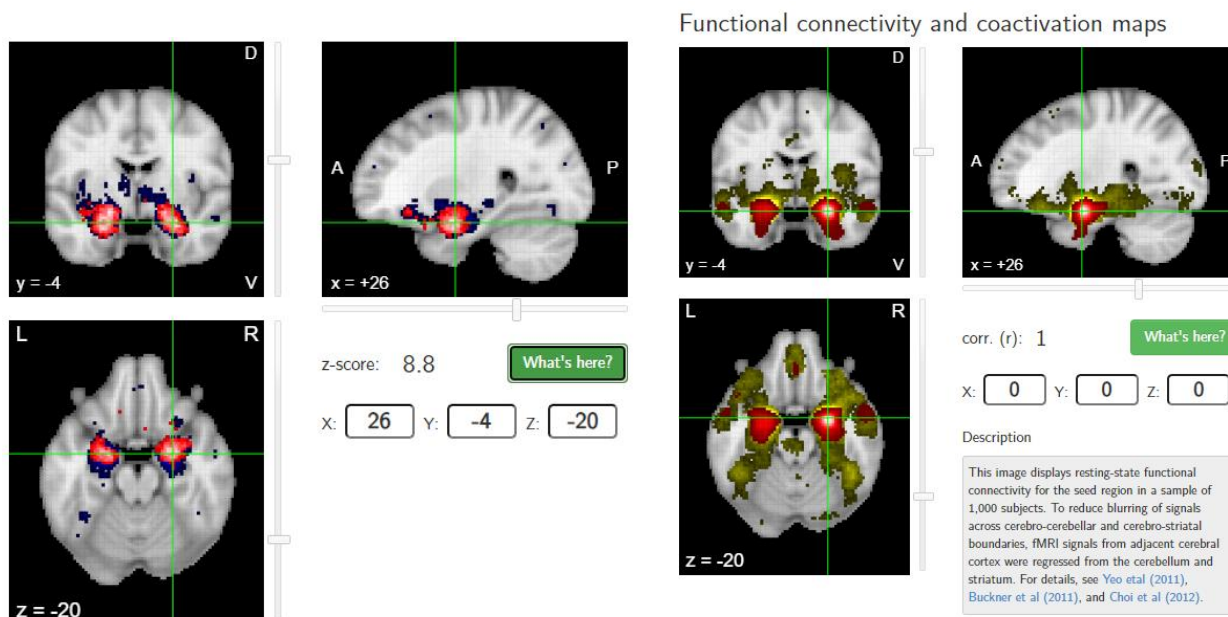 Functional connectivity and coactivation maps
D
A
P
y = -4
V
x = +26
L
R
z-score: 8.8
What's here?
X: 26 Y: -4 Z: -20
z = -20
D
A
P
y = -4
V
x = +26
L
R
corr. (r): 1
What's here?
X: 0 Y: 0 Z: 0
Description
This image displays resting-state functional
connectivity for the seed region in a sample of
1,000 subjects. To reduce blurring of signals
across cerebro-cerebellar and cerebro-striatal
boundaries, fMRI signals from adjacent cerebral
cortex were regressed from the cerebellum and
striatum. For details, see Yeo etal (2011),
Buckner et al (2011), and Choi et al (2012).
z = -20